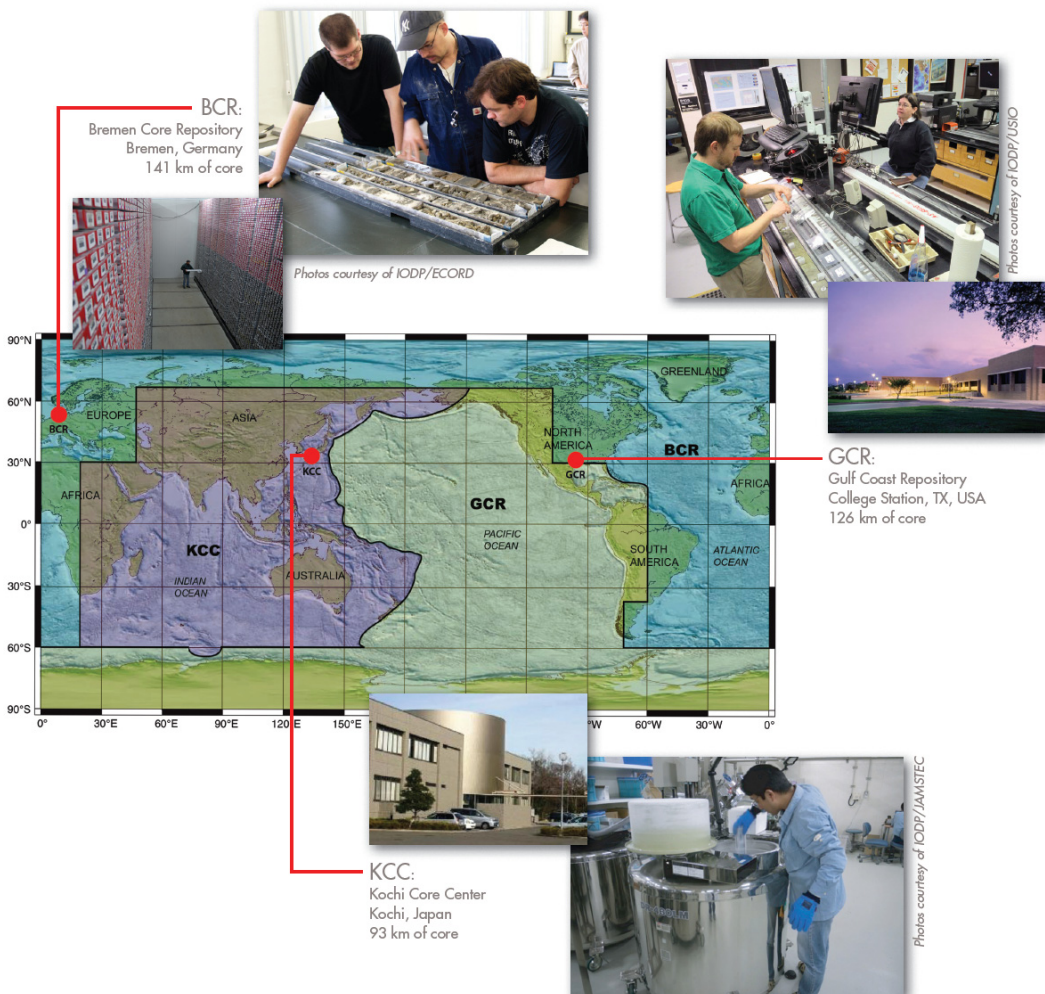 BCR:
Bremen Core Repository
Bremen, Germany
141 km of core
Photos courtesy of IODP/ECORD
Photos courtesy of IODP/USIO
GCR:
Gulf Coast Repository
College Station, TX, USA
126 km of core
90°N
60°N
30°N
0°
30°S
60°S
90°S
GREENLAND
EUROPE
ASIA
BCR
NORTH
AMERICA
BCR
KCC
GCR
AFRICA
AFRICA
GCR
PACIFIC
OCEAN
KCC
INDIAN
OCEAN
AUSTRALIA
SOUTH
AMERICA
ATLANTIC
OCEAN
0°
30°E
60°E
90°E
120°E
150°
°W
60°W
30°W
0°
KCC:
Kochi Core Center
Kochi, Japan
93 km of core
Photos courtesy of IODP/JAMSTEC